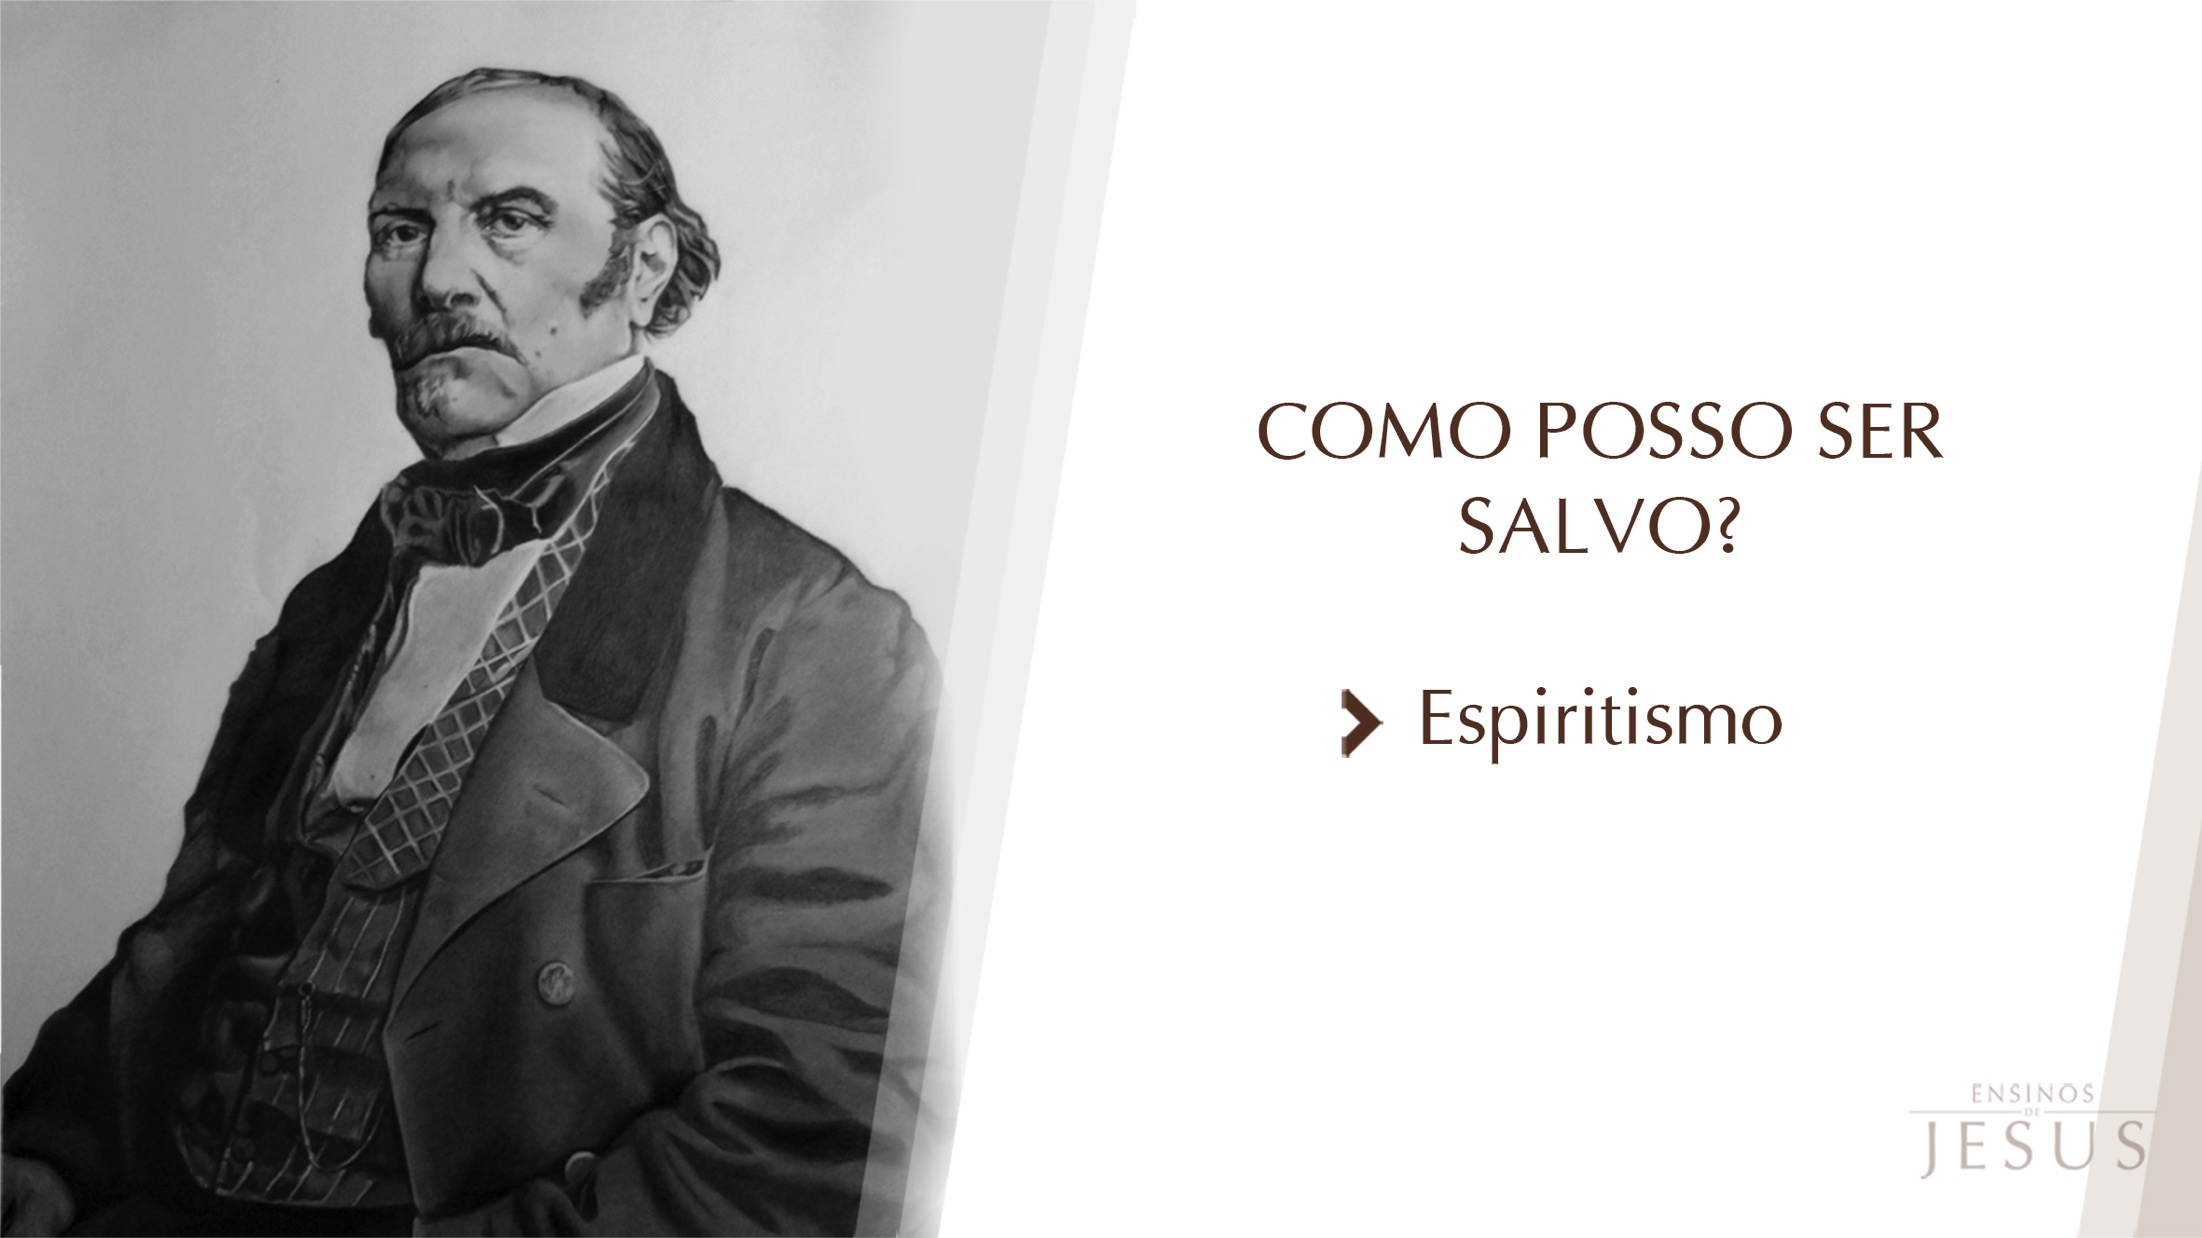 COMO POSSO SER
SALVO?
Espiritismo
ENSINOS
DE
JESUS